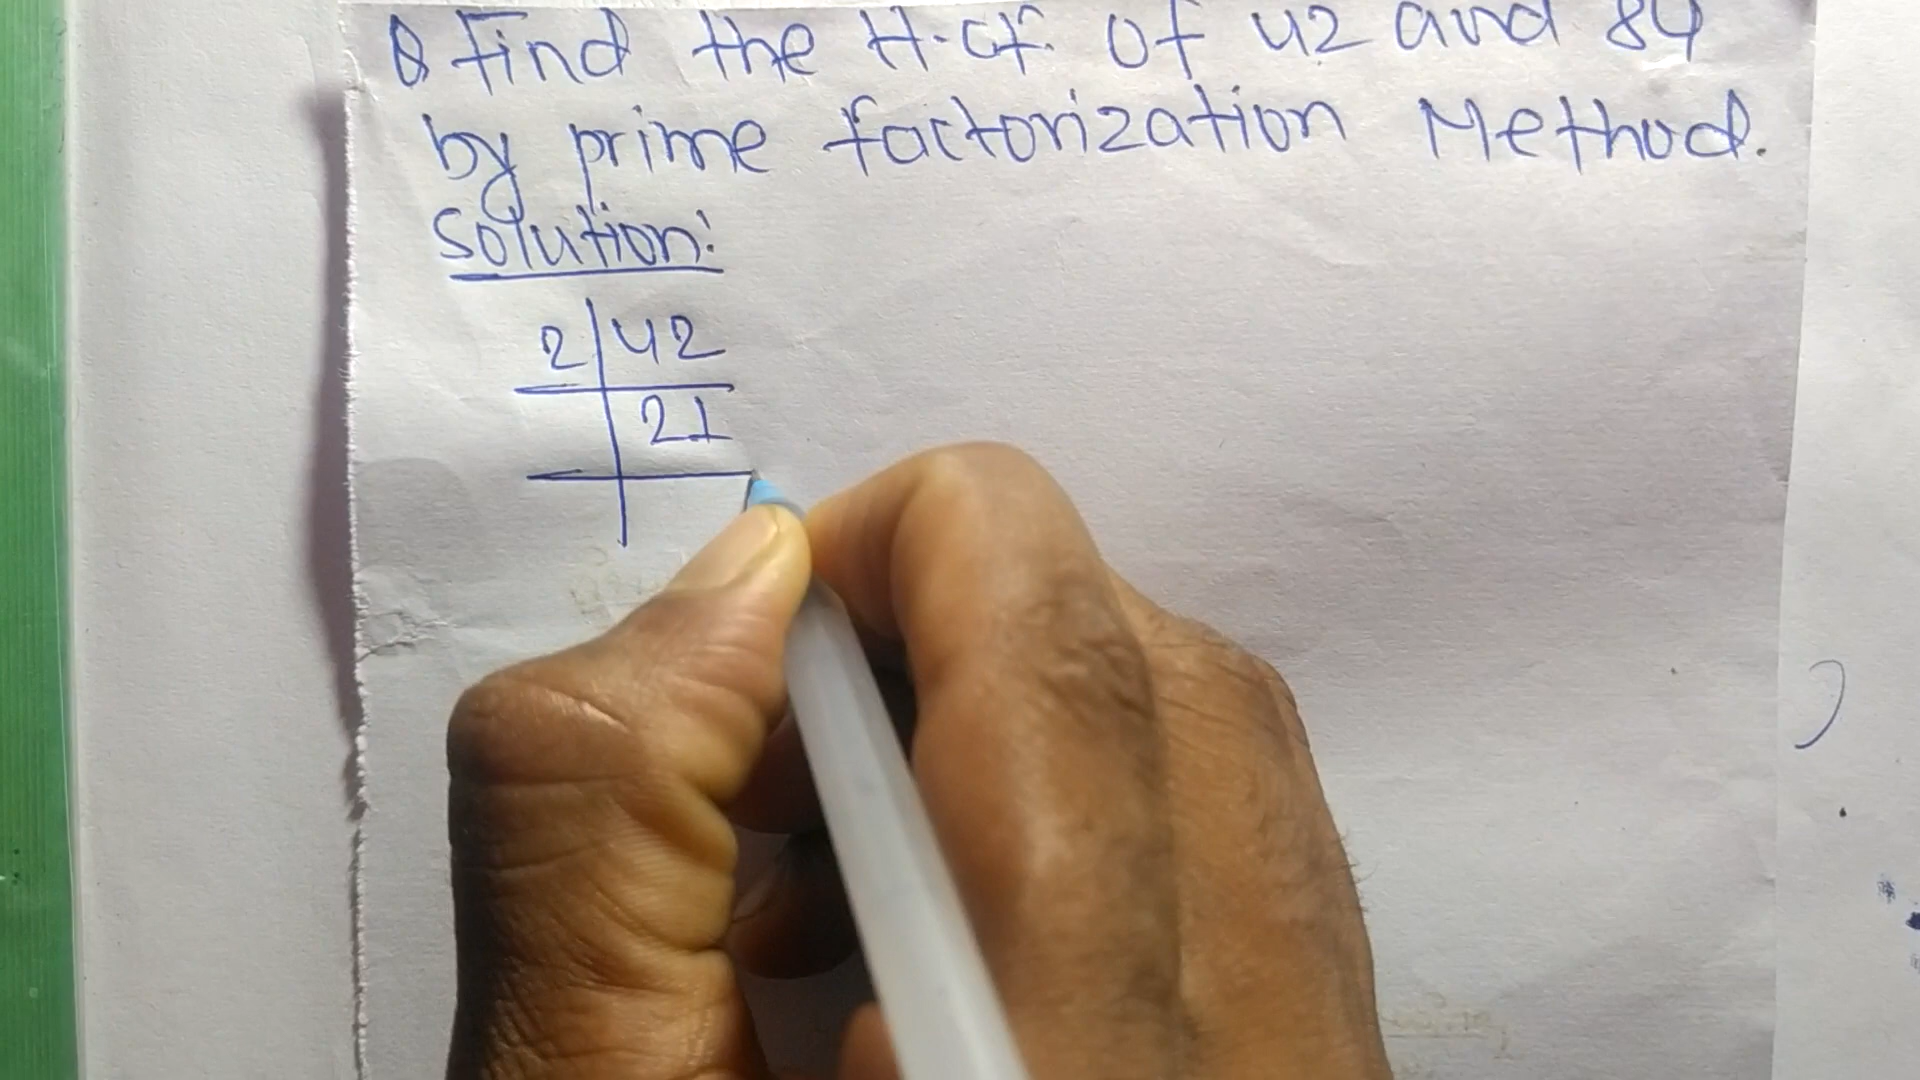 Q Find the H.C.F. of 42 and 84
by prime factorization Method.
Solution:
2 42
21